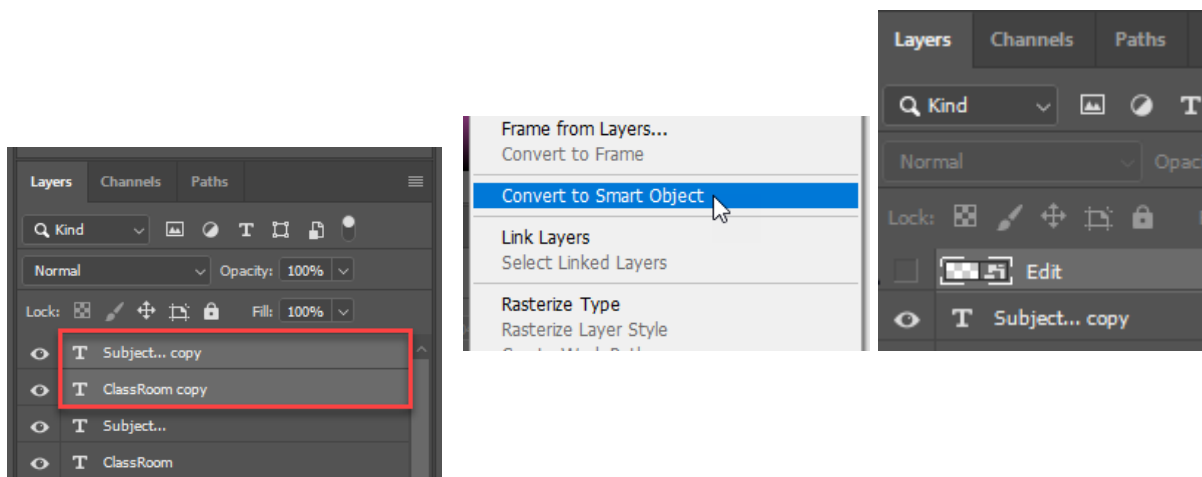 Layers Channels Paths
Kind T
Normal Opacity: 100%
Lock: Fill: 100%
T Subject... copy
T ClassRoom copy
T Subject...
T ClassRoom
Frame from Layers...
Convert to Frame
Convert to Smart Object
Link Layers
Select Linked Layers
Rasterize Type
Rasterize Layer Style
Layers Channels Paths
Kind T
Normal Opac
Lock:
Edit
T Subject... copy